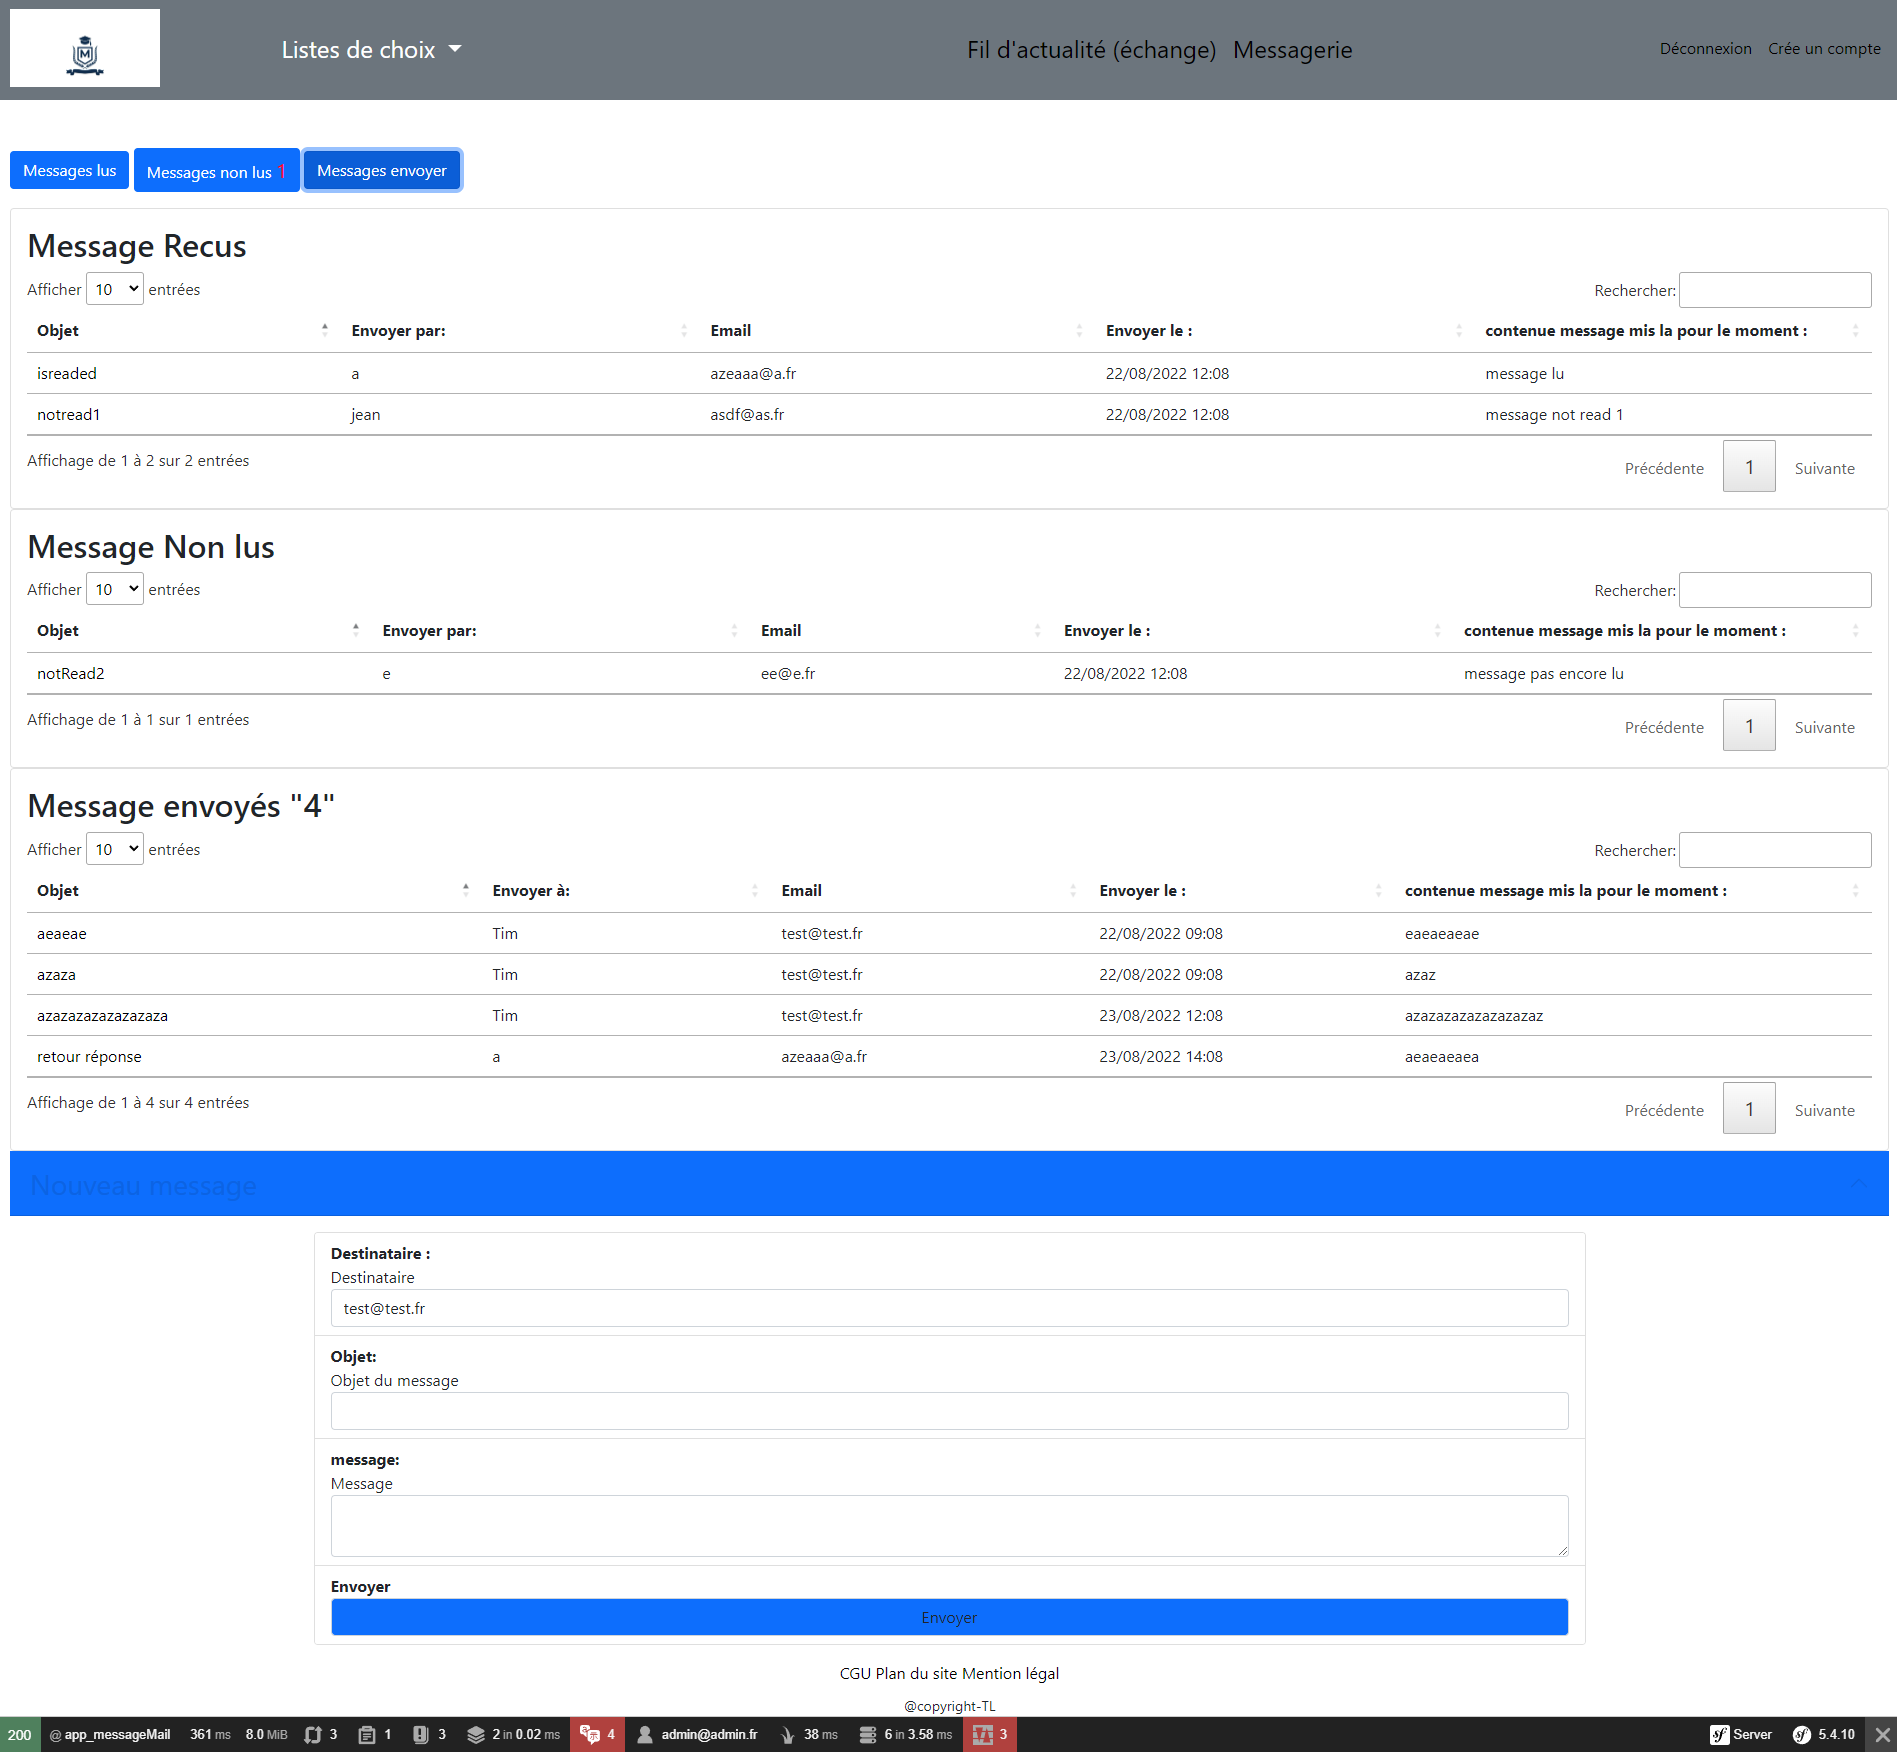 M
Listes de choix
Fil d'actualité (échange) Messagerie
Déconnexion Crée un compte
Messages lus
Messages non lus 1
Messages envoyer
Message Recus
Afficher 10 entrées
Rechercher:
Objet Envoyer par: Email Envoyer le : contenue message mis la pour le moment :
isreaded a azeaaa@a.fr 22/08/2022 12:08 message lu
notread1 jean asdf@as.fr 22/08/2022 12:08 message not read 1
Affichage de 1 à 2 sur 2 entrées
Précédente 1 Suivante
Message Non lus
Afficher 10 entrées
Rechercher:
Objet Envoyer par: Email Envoyer le : contenue message mis la pour le moment :
notRead2 e ee@e.fr 22/08/2022 12:08 message pas encore lu
Affichage de 1 à 1 sur 1 entrées
Précédente 1 Suivante
Message envoyés "4"
Afficher 10 entrées
Rechercher:
Objet Envoyer à: Email Envoyer le : contenue message mis la pour le moment :
aeaeae Tim test@test.fr 22/08/2022 09:08 eaeaeaeae
azaza Tim test@test.fr 22/08/2022 09:08 azaz
azazazazazazazaza Tim test@test.fr 23/08/2022 12:08 azazazazazazazazaz
retour réponse a azeaaa@a.fr 23/08/2022 14:08 aeaeaeaea
Affichage de 1 à 4 sur 4 entrées
Précédente 1 Suivante
Nouveau message
Destinataire :
Destinataire
test@test.fr
Objet:
Objet du message
message:
Message
Envoyer
Envoyer
CGU Plan du site Mention légal
@copyright-TL
200 @ app_messageMail 361 ms 8.0 MiB 3 1 3 2 in 0.02 ms 4 admin@admin.fr 38 ms 6 in 3.58 ms 3 sf Server sf 5.4.10